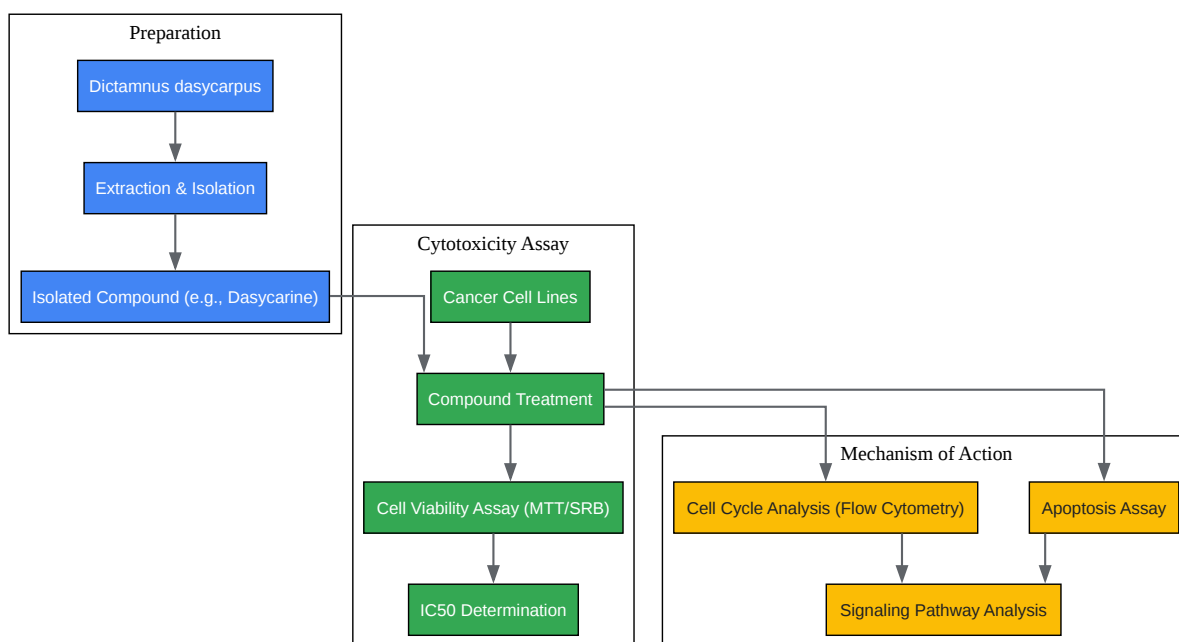 Preparation
Dictamnus dasycarpus
Extraction & Isolation
Isolated Compound (e.g., Dasycarine)
Cytotoxicity Assay
Cancer Cell Lines
Compound Treatment
Cell Viability Assay (MTT/SRB)
IC50 Determination
Mechanism of Action
Cell Cycle Analysis (Flow Cytometry)
Apoptosis Assay
Signaling Pathway Analysis